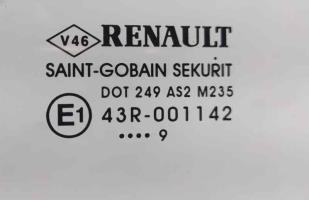 V46 RENAULT
SAINT-GOBAIN SEKURIT
DOT 249 AS2 M235
E1 43R-001142
•••• 9